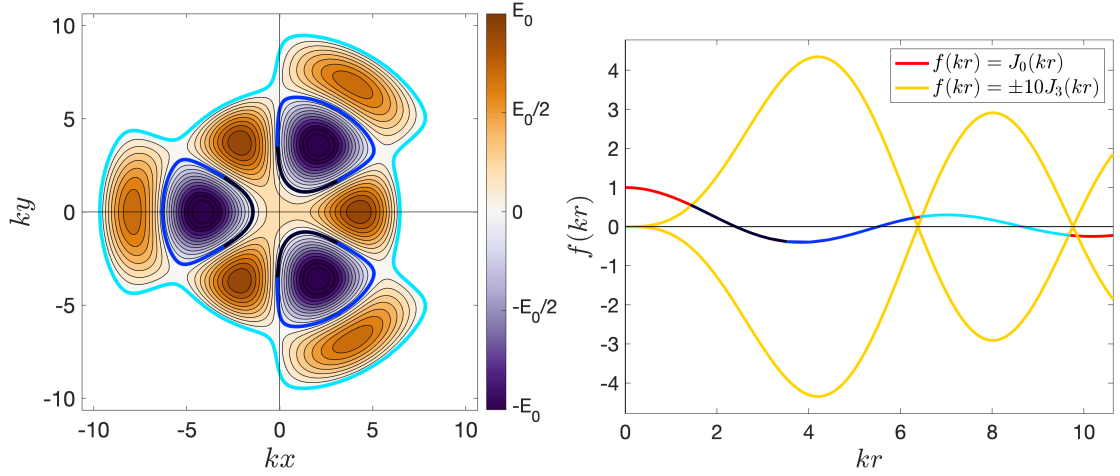 10
5
0
-5
-10
ky
-10
-5
0
5
10
kx
E₀
E₀/2
0
-E₀/2
-E₀
4
3
2
1
0
-1
-2
-3
-4
f(kr)
0
2
4
6
8
10
kr
f(kr) = J₀(kr)
f(kr) = ±10J₃(kr)